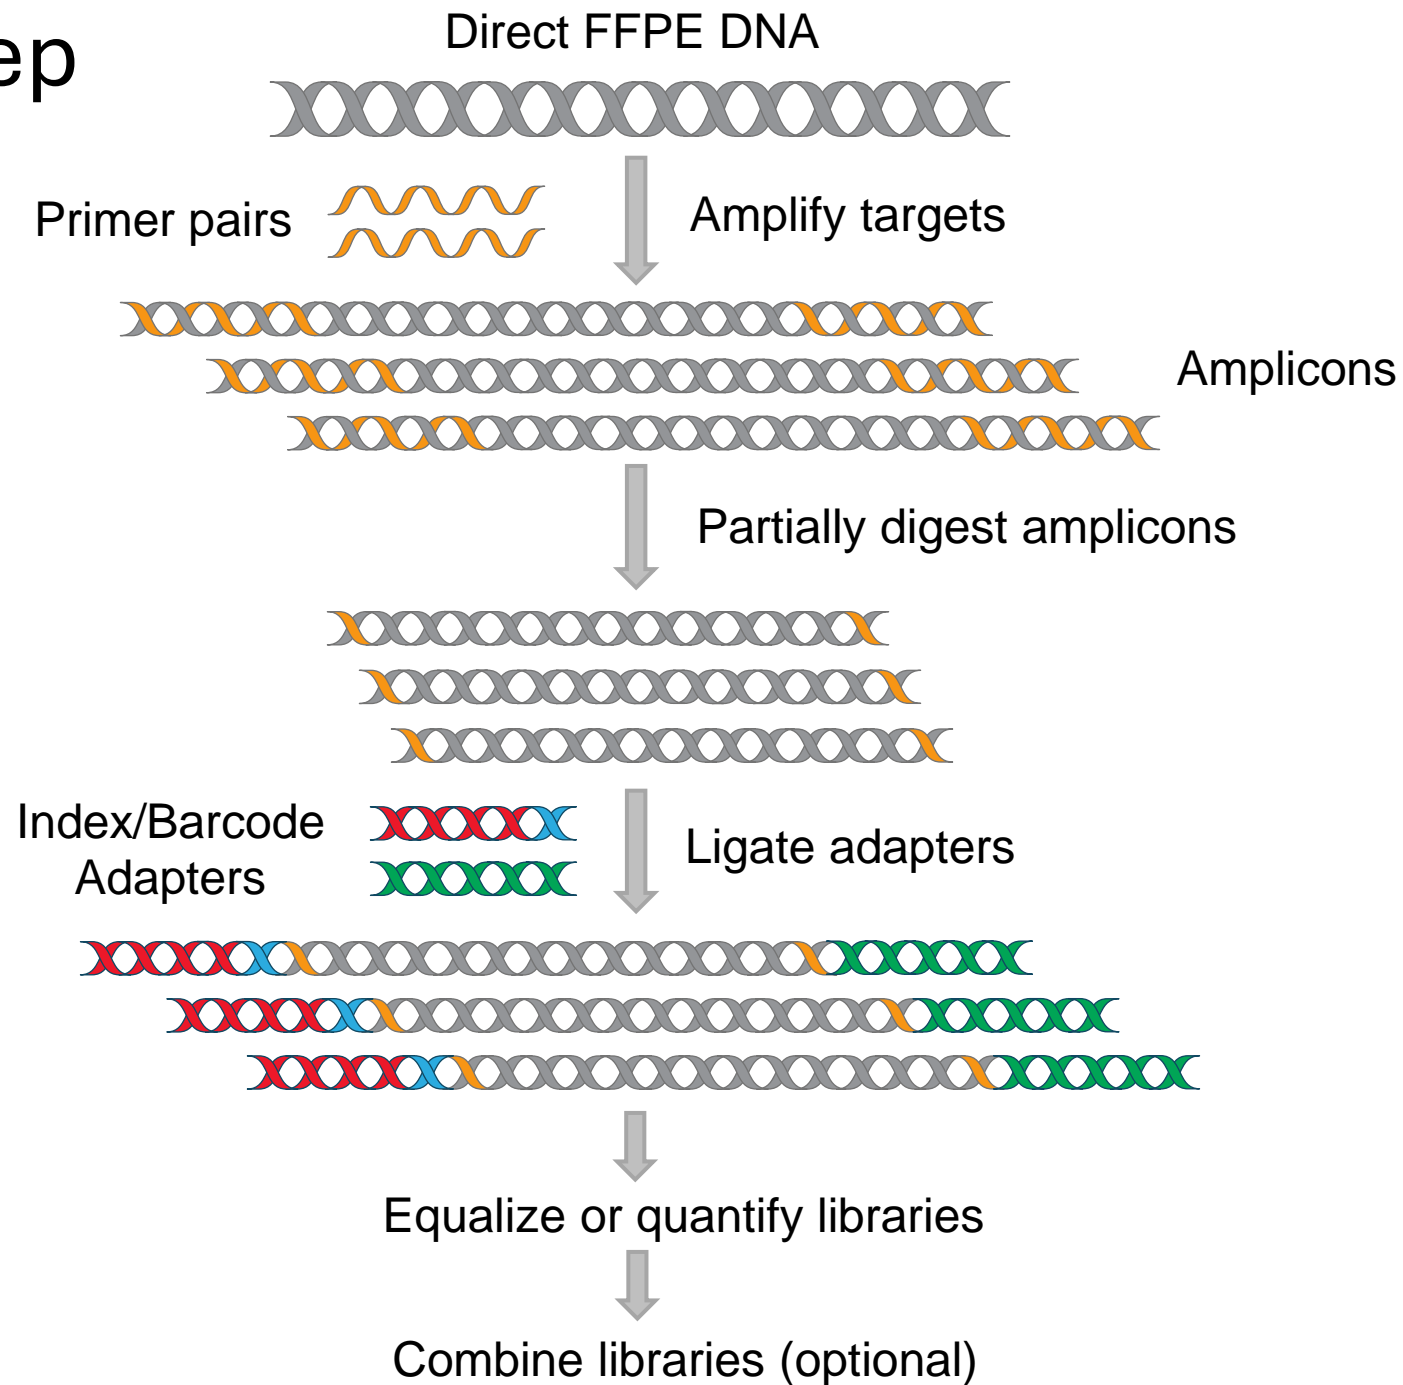 ep
Direct FFPE DNA
Primer pairs
Amplify targets
Amplicons
Partially digest amplicons
Index/Barcode
Adapters
Ligate adapters
Equalize or quantify libraries
Combine libraries (optional)